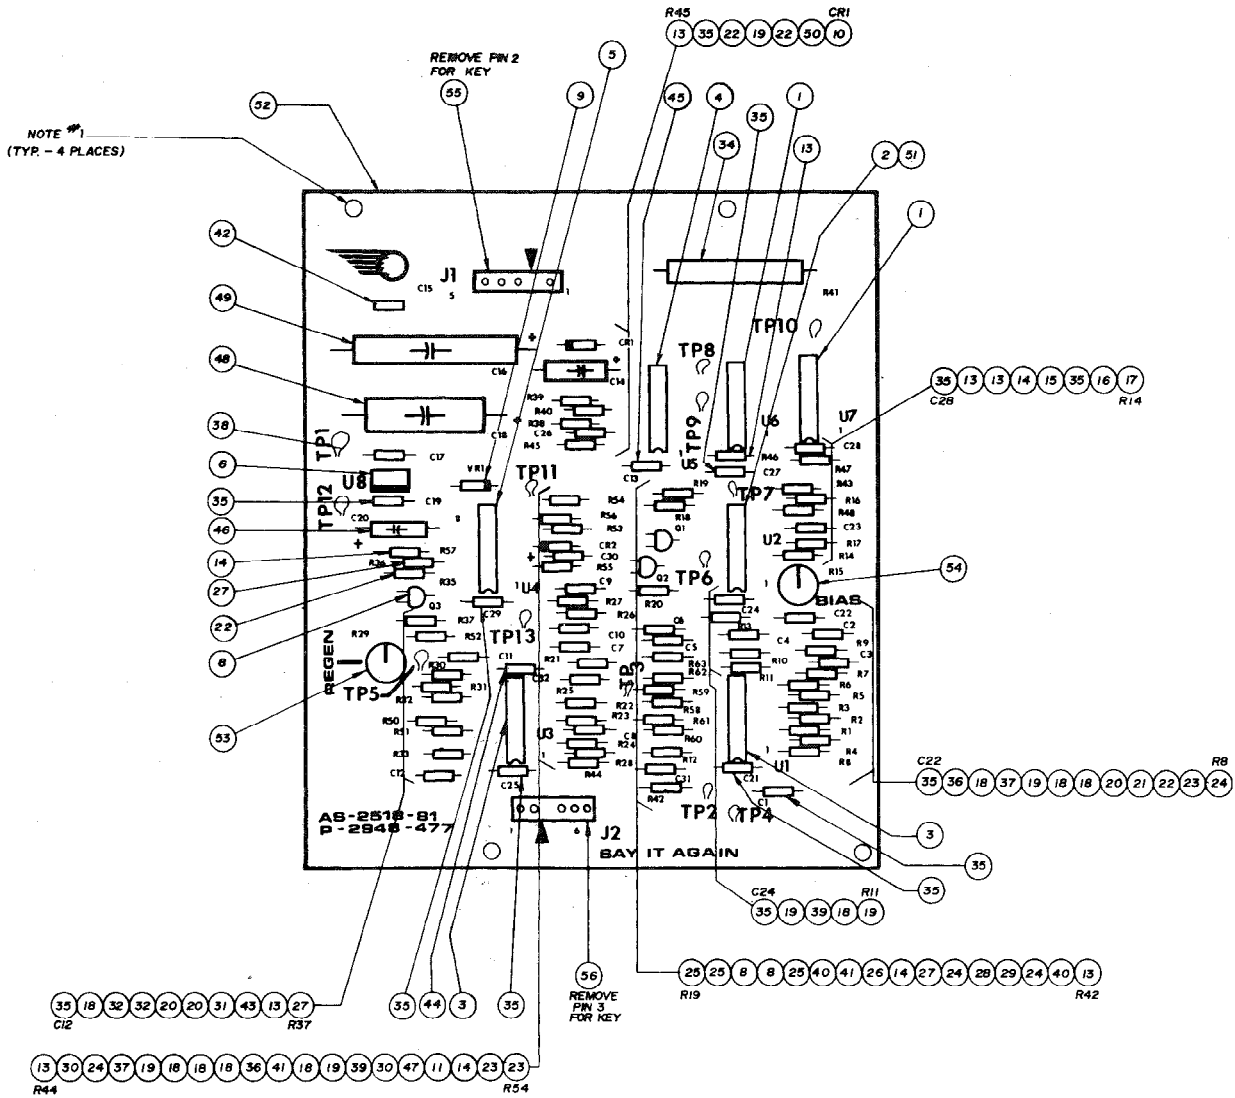 R45 CR1
13 35 22 19 22 50 10
REMOVE PIN 2
FOR KEY
55
5
9
45
4
35
1
34
13
2 51
1
52
NOTE #1
(TYP. - 4 PLACES)
42
49
48
38
6
35
46
14
27
22
8
53
J1
5
1
C15
R41
TP10
C16
CR1
C14
TP8
TP9
R39
R40
R38
C26
R45
C18
TP1
C17
U8
VR1
TP11
TP12
C19
C20
C13
U5
U6
R46
C27
U7
C28
R47
R43
R16
R48
C23
R17
R14
R15
TP7
U2
R19
R18
Q1
Q2
R20
TP6
R54
R56
R53
CR2
C30
R55
R57
R36
R35
Q3
U4
C9
R27
R26
C29
TP13
C10
C7
R21
R25
C11
C32
R37
R52
R29
REGEN
TP5
R30
R31
R32
R50
R51
R33
C12
U3
R22
R23
C8
R24
R28
R44
C25
C6
C5
R63
R62
R59
R58
R61
R60
R12
C31
R42
TP3
C24
R13
C4
R10
R11
BIAS
C22
C2
R9
C3
R7
R6
R5
R3
R2
R1
R4
R8
U1
C21
C1
TP2
TP4
J2
1
6
AS-2518-81
P-2948-477
BAY IT AGAIN
35 13 13 14 15 35 16 17
C28 R14
54
C22 R8
35 36 18 37 19 18 18 20 21 22 23 24
3
35
35
C24 R11
35 19 39 18 19
25 25 8 8 25 40 41 26 14 27 24 28 29 24 40 13
R19 R42
56
REMOVE
PIN 3
FOR KEY
35 44 3 35
35 18 32 32 20 20 31 43 13 27
C12 R37
13 30 24 37 19 18 18 18 36 41 18 19 39 30 47 11 14 23 23
R44 R54